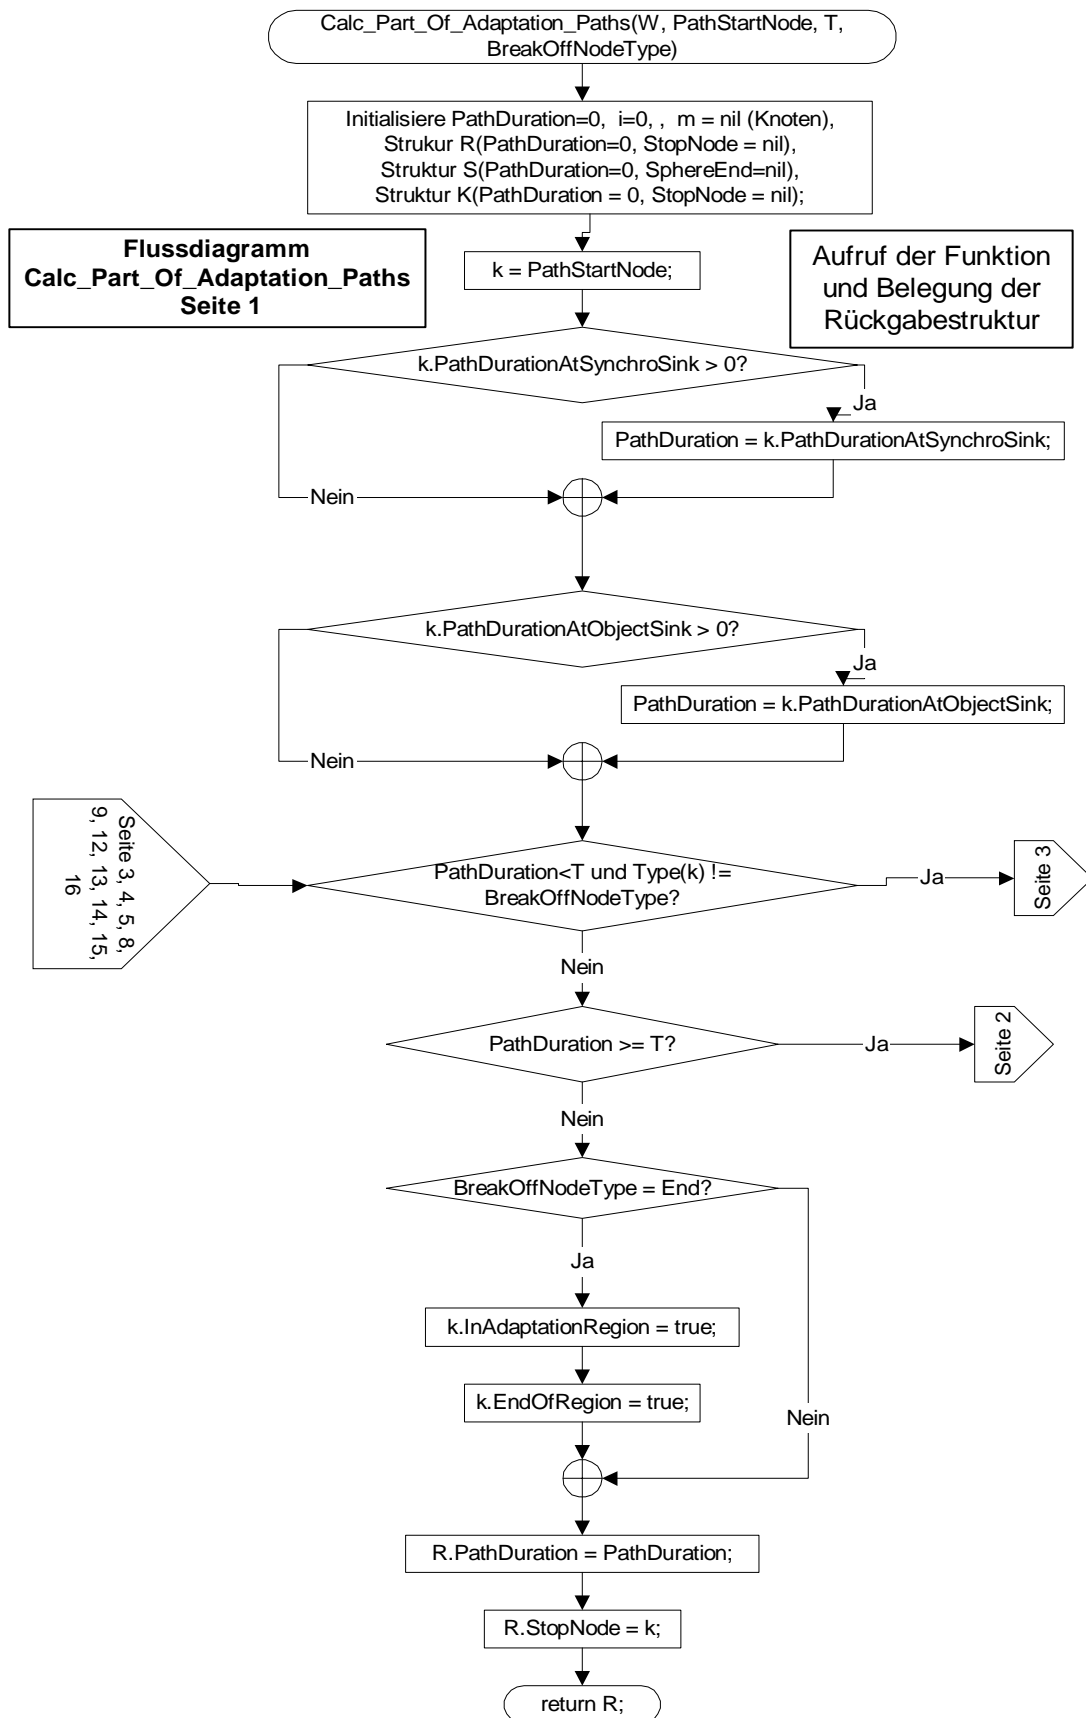 Calc_Part_Of_Adaptation_Paths(W, PathStartNode, T,
BreakOffNodeType)
Initialisiere PathDuration=0, i=0, , m = nil (Knoten),
Strukur R(PathDuration=0, StopNode = nil),
Struktur S(PathDuration=0, SphereEnd=nil),
Struktur K(PathDuration = 0, StopNode = nil);
Flussdiagramm
Calc_Part_Of_Adaptation_Paths
Seite 1
k = PathStartNode;
Aufruf der Funktion
und Belegung der
Rückgabestruktur
k.PathDurationAtSynchroSink > 0?
Ja
PathDuration = k.PathDurationAtSynchroSink;
Nein
k.PathDurationAtObjectSink > 0?
Ja
PathDuration = k.PathDurationAtObjectSink;
Nein
Seite 3, 4, 5, 8,
9, 12, 13, 14, 15,
16
PathDuration<T und Type(k) !=
BreakOffNodeType?
Ja
Seite 3
Nein
PathDuration >= T?
Ja
Seite 2
Nein
BreakOffNodeType = End?
Ja
k.InAdaptationRegion = true;
k.EndOfRegion = true;
Nein
R.PathDuration = PathDuration;
R.StopNode = k;
return R;